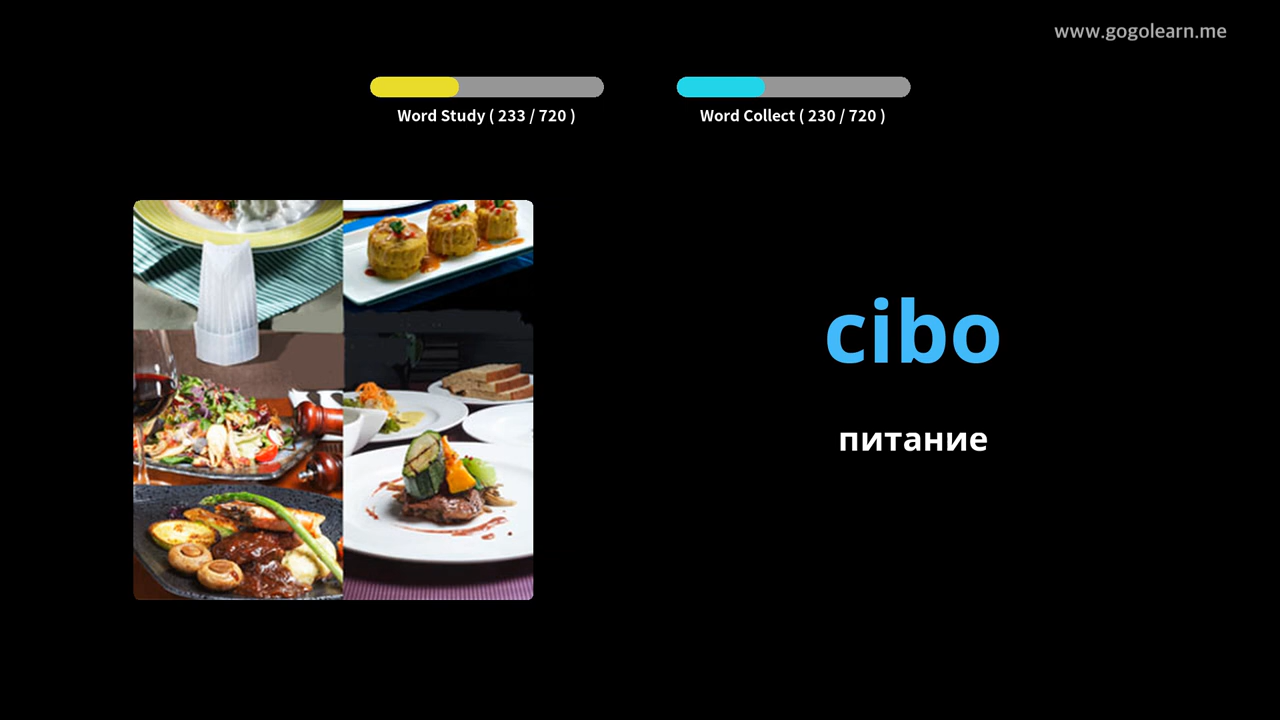 www.gogolearn.me
Word Study ( 233 / 720 )
Word Collect ( 230 / 720 )
cibo
питание